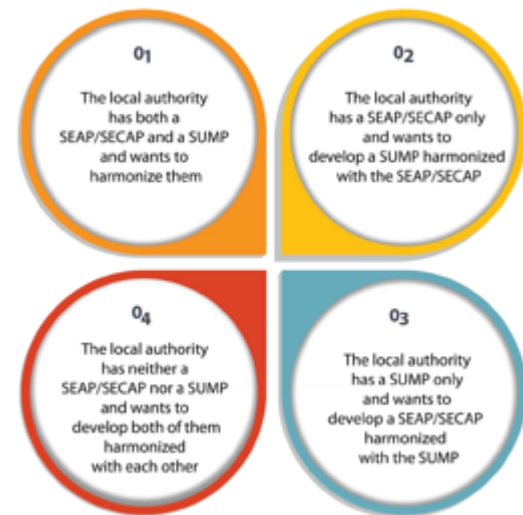 01
The local authority
has both a
SEAP/SECAP and a SUMP
and wants to
harmonize them
02
The local authority
has a SEAP/SECAP only
and wants to
develop a SUMP harmonized
with the SEAP/SECAP
04
The local authority
has neither a
SEAP/SECAP nor a SUMP
and wants to
develop both of them
harmonized
with each other
03
The local authority
has a SUMP only
and wants to
develop a SEAP/SECAP
harmonized
with the SUMP